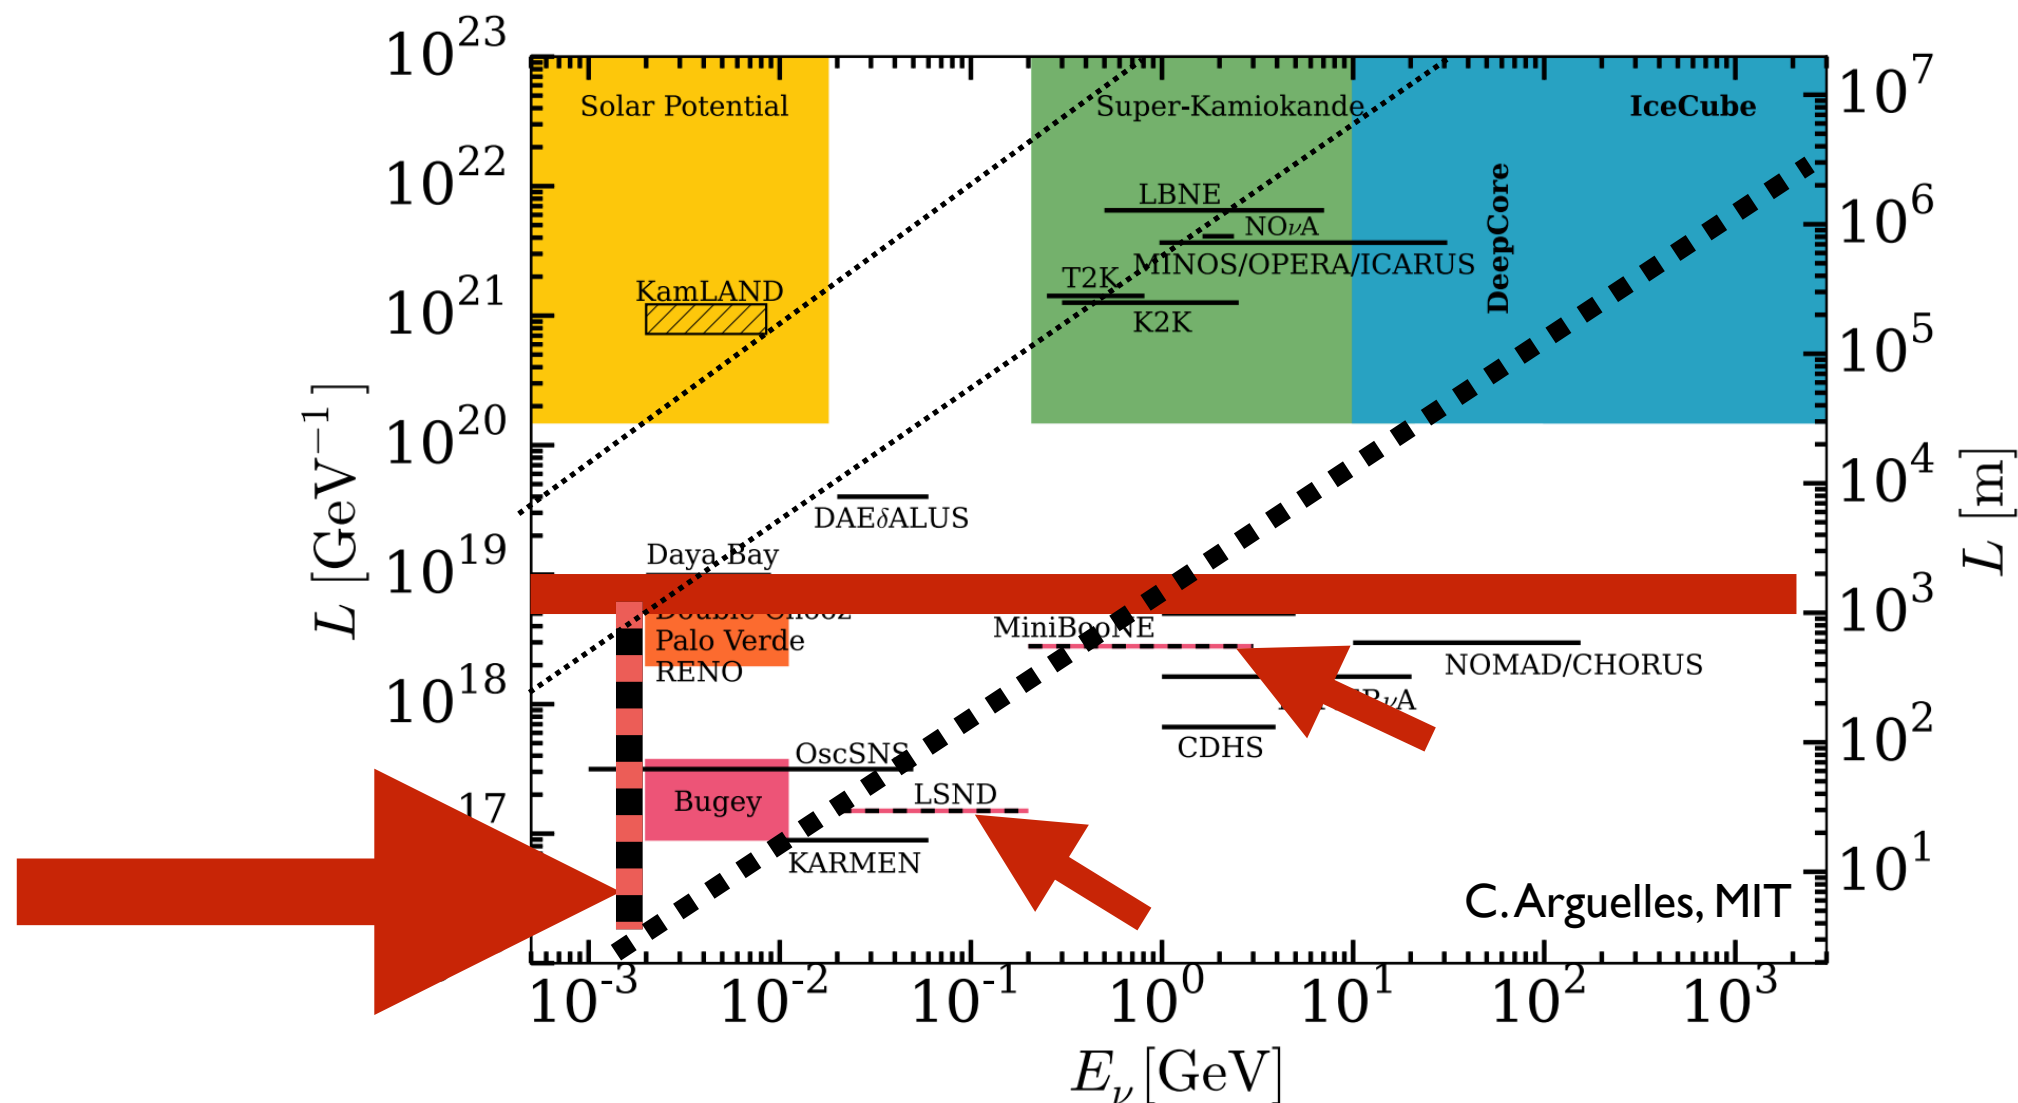 10^23
10^22
10^21
10^20
10^19
10^18
17
L [GeV^−1]
Solar Potential
Super-Kamiokande
IceCube
DeepCore
LBNE
NOνA
MINOS/OPERA/ICARUS
T2K
K2K
KamLAND
DAEδALUS
Daya Bay
Double Chooz
Palo Verde
RENO
MiniBooNE
NOMAD/CHORUS
νA
CDHS
OscSNS
Bugey
LSND
KARMEN
C. Arguelles, MIT
10^7
10^6
10^5
10^4
10^3
10^2
10^1
L [m]
10^-3 10^-2 10^-1 10^0 10^1 10^2 10^3
E_ν [GeV]